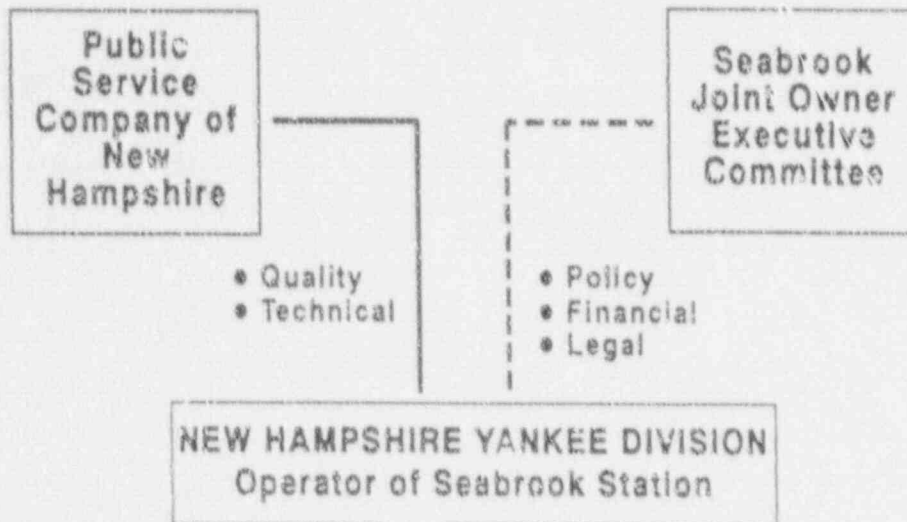 Public
Service
Company of
New
Hampshire
Seabrook
Joint Owner
Executive
Committee
• Quality
• Technical
• Policy
• Financial
• Legal
NEW HAMPSHIRE YANKEE DIVISION
Operator of Seabrook Station